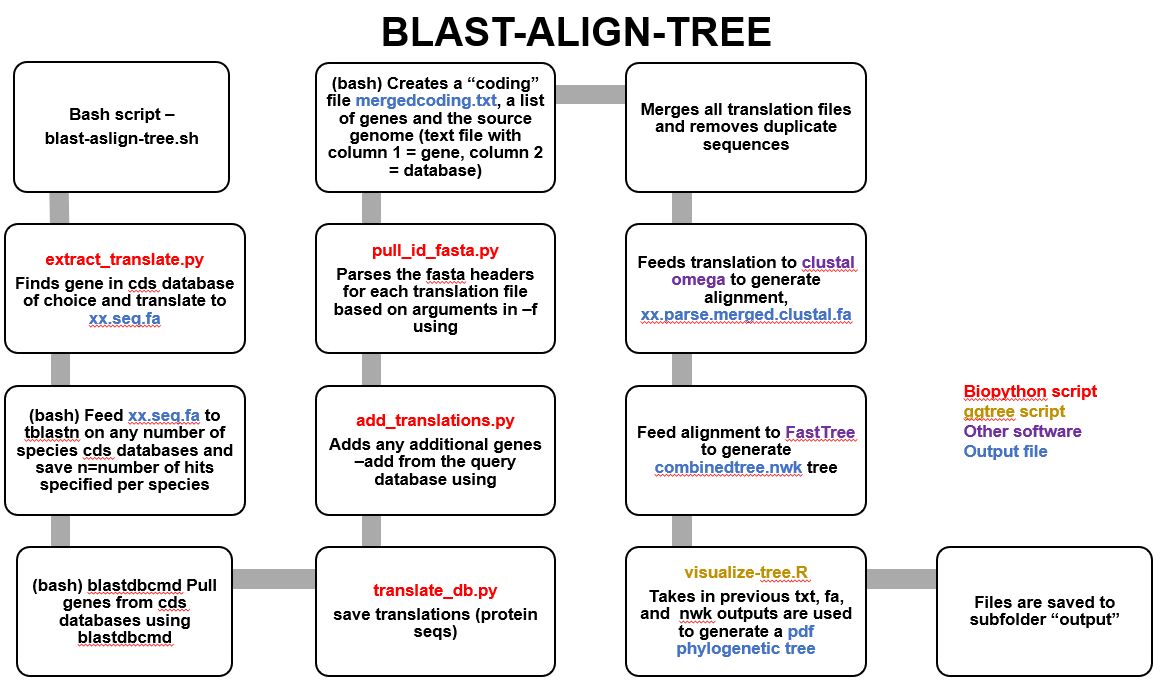 BLAST-ALIGN-TREE
Bash script –
blast-aslign-tree.sh
extract_translate.py
Finds gene in cds database
of choice and translate to
xx.seq.fa
(bash) Feed xx.seq.fa to
tblastn on any number of
species cds databases and
save n=number of hits
specified per species
(bash) blastdbcmd Pull
genes from cds
databases using
blastdbcmd
translate_db.py
save translations (protein
seqs)
add_translations.py
Adds any additional genes
–add from the query
database using
pull_id_fasta.py
Parses the fasta headers
for each translation file
based on arguments in –f
using
(bash) Creates a “coding”
file mergedcoding.txt, a list
of genes and the source
genome (text file with
column 1 = gene, column 2
= database)
Merges all translation files
and removes duplicate
sequences
Feeds translation to clustal
omega to generate
alignment,
xx.parse.merged.clustal.fa
Feed alignment to FastTree
to generate
combinedtree.nwk tree
visualize-tree.R
Takes in previous txt, fa,
and nwk outputs are used
to generate a pdf
phylogenetic tree
Files are saved to
subfolder “output”
Biopython script
ggtree script
Other software
Output file